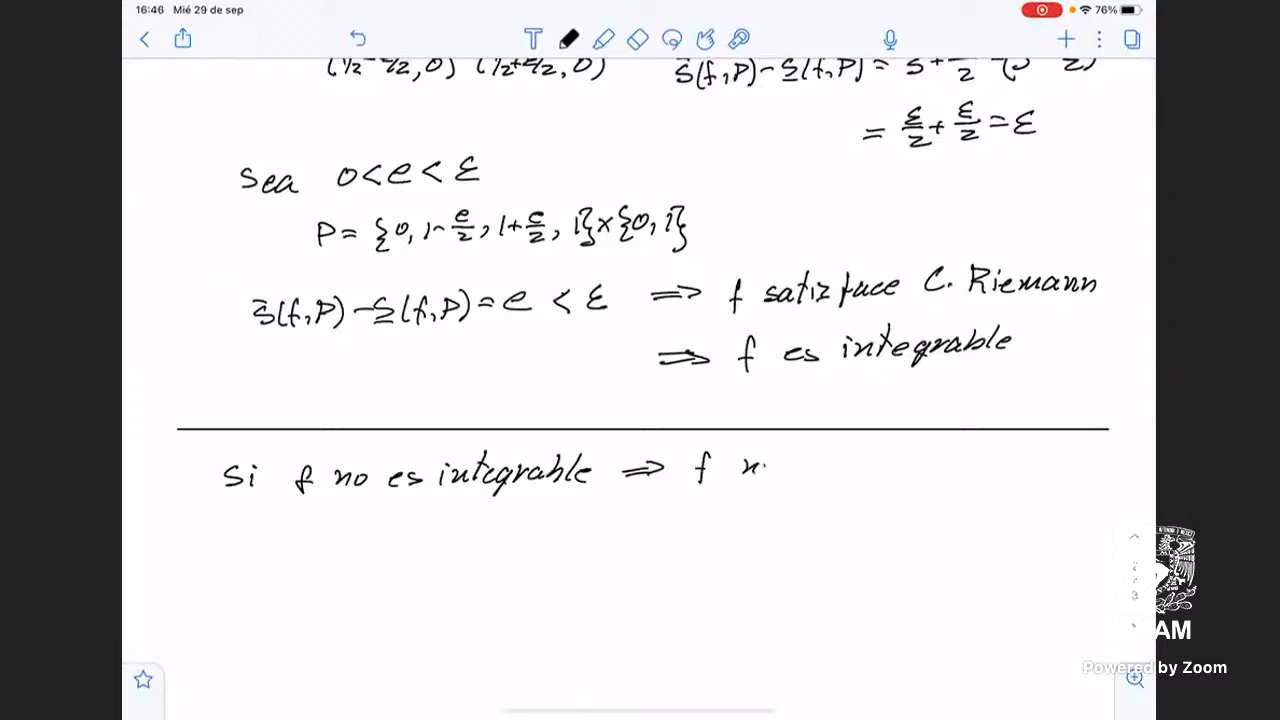 16:46 Mié 29 de sep 76%
(1/2 - ε/2, 0) (1/2 + ε/2, 0)
S̄(f,P) - S̲(f,P) =
= ε/2 + ε/2 = ε
Sea 0 < e < ε
P = {0, 1 - e/2, 1 + e/2, 1} × {0, 1}
S̄(f,P) - S̲(f,P) = e < ε ⟹ f satisface C. Riemann
⟹ f es integrable
Si f no es integrable ⟹ f n
UNAM
Powered by Zoom